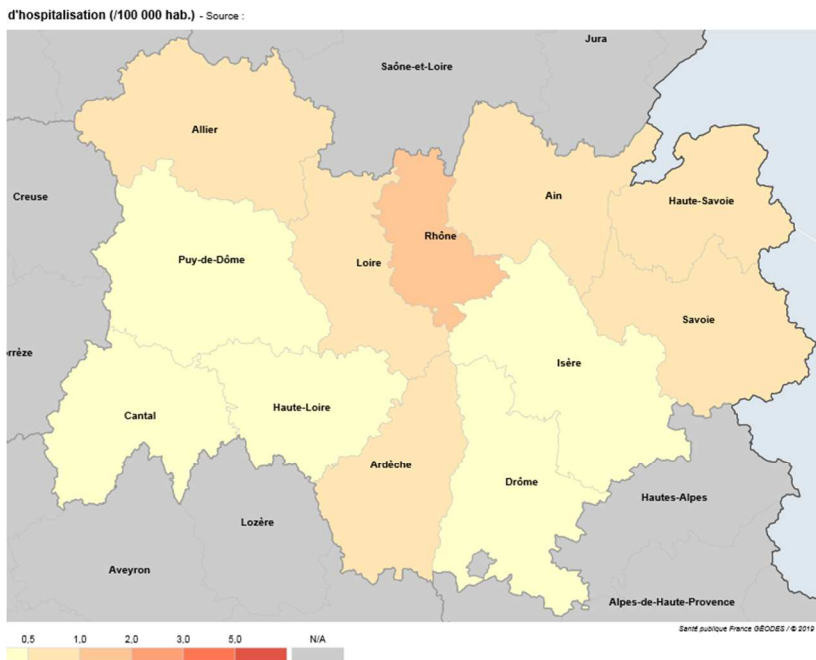 d'hospitalisation (/100 000 hab.) - Source :
Jura
Saône-et-Loire
Allier
Creuse
Ain
Haute-Savoie
Rhône
Puy-de-Dôme
Loire
Savoie
orrèze
Isère
Cantal
Haute-Loire
Ardèche
Drôme
Hautes-Alpes
Lozère
Aveyron
Alpes-de-Haute-Provence
Santé publique France GÉODES / © 2019
0,5 1,0 2,0 3,0 5,0 N/A